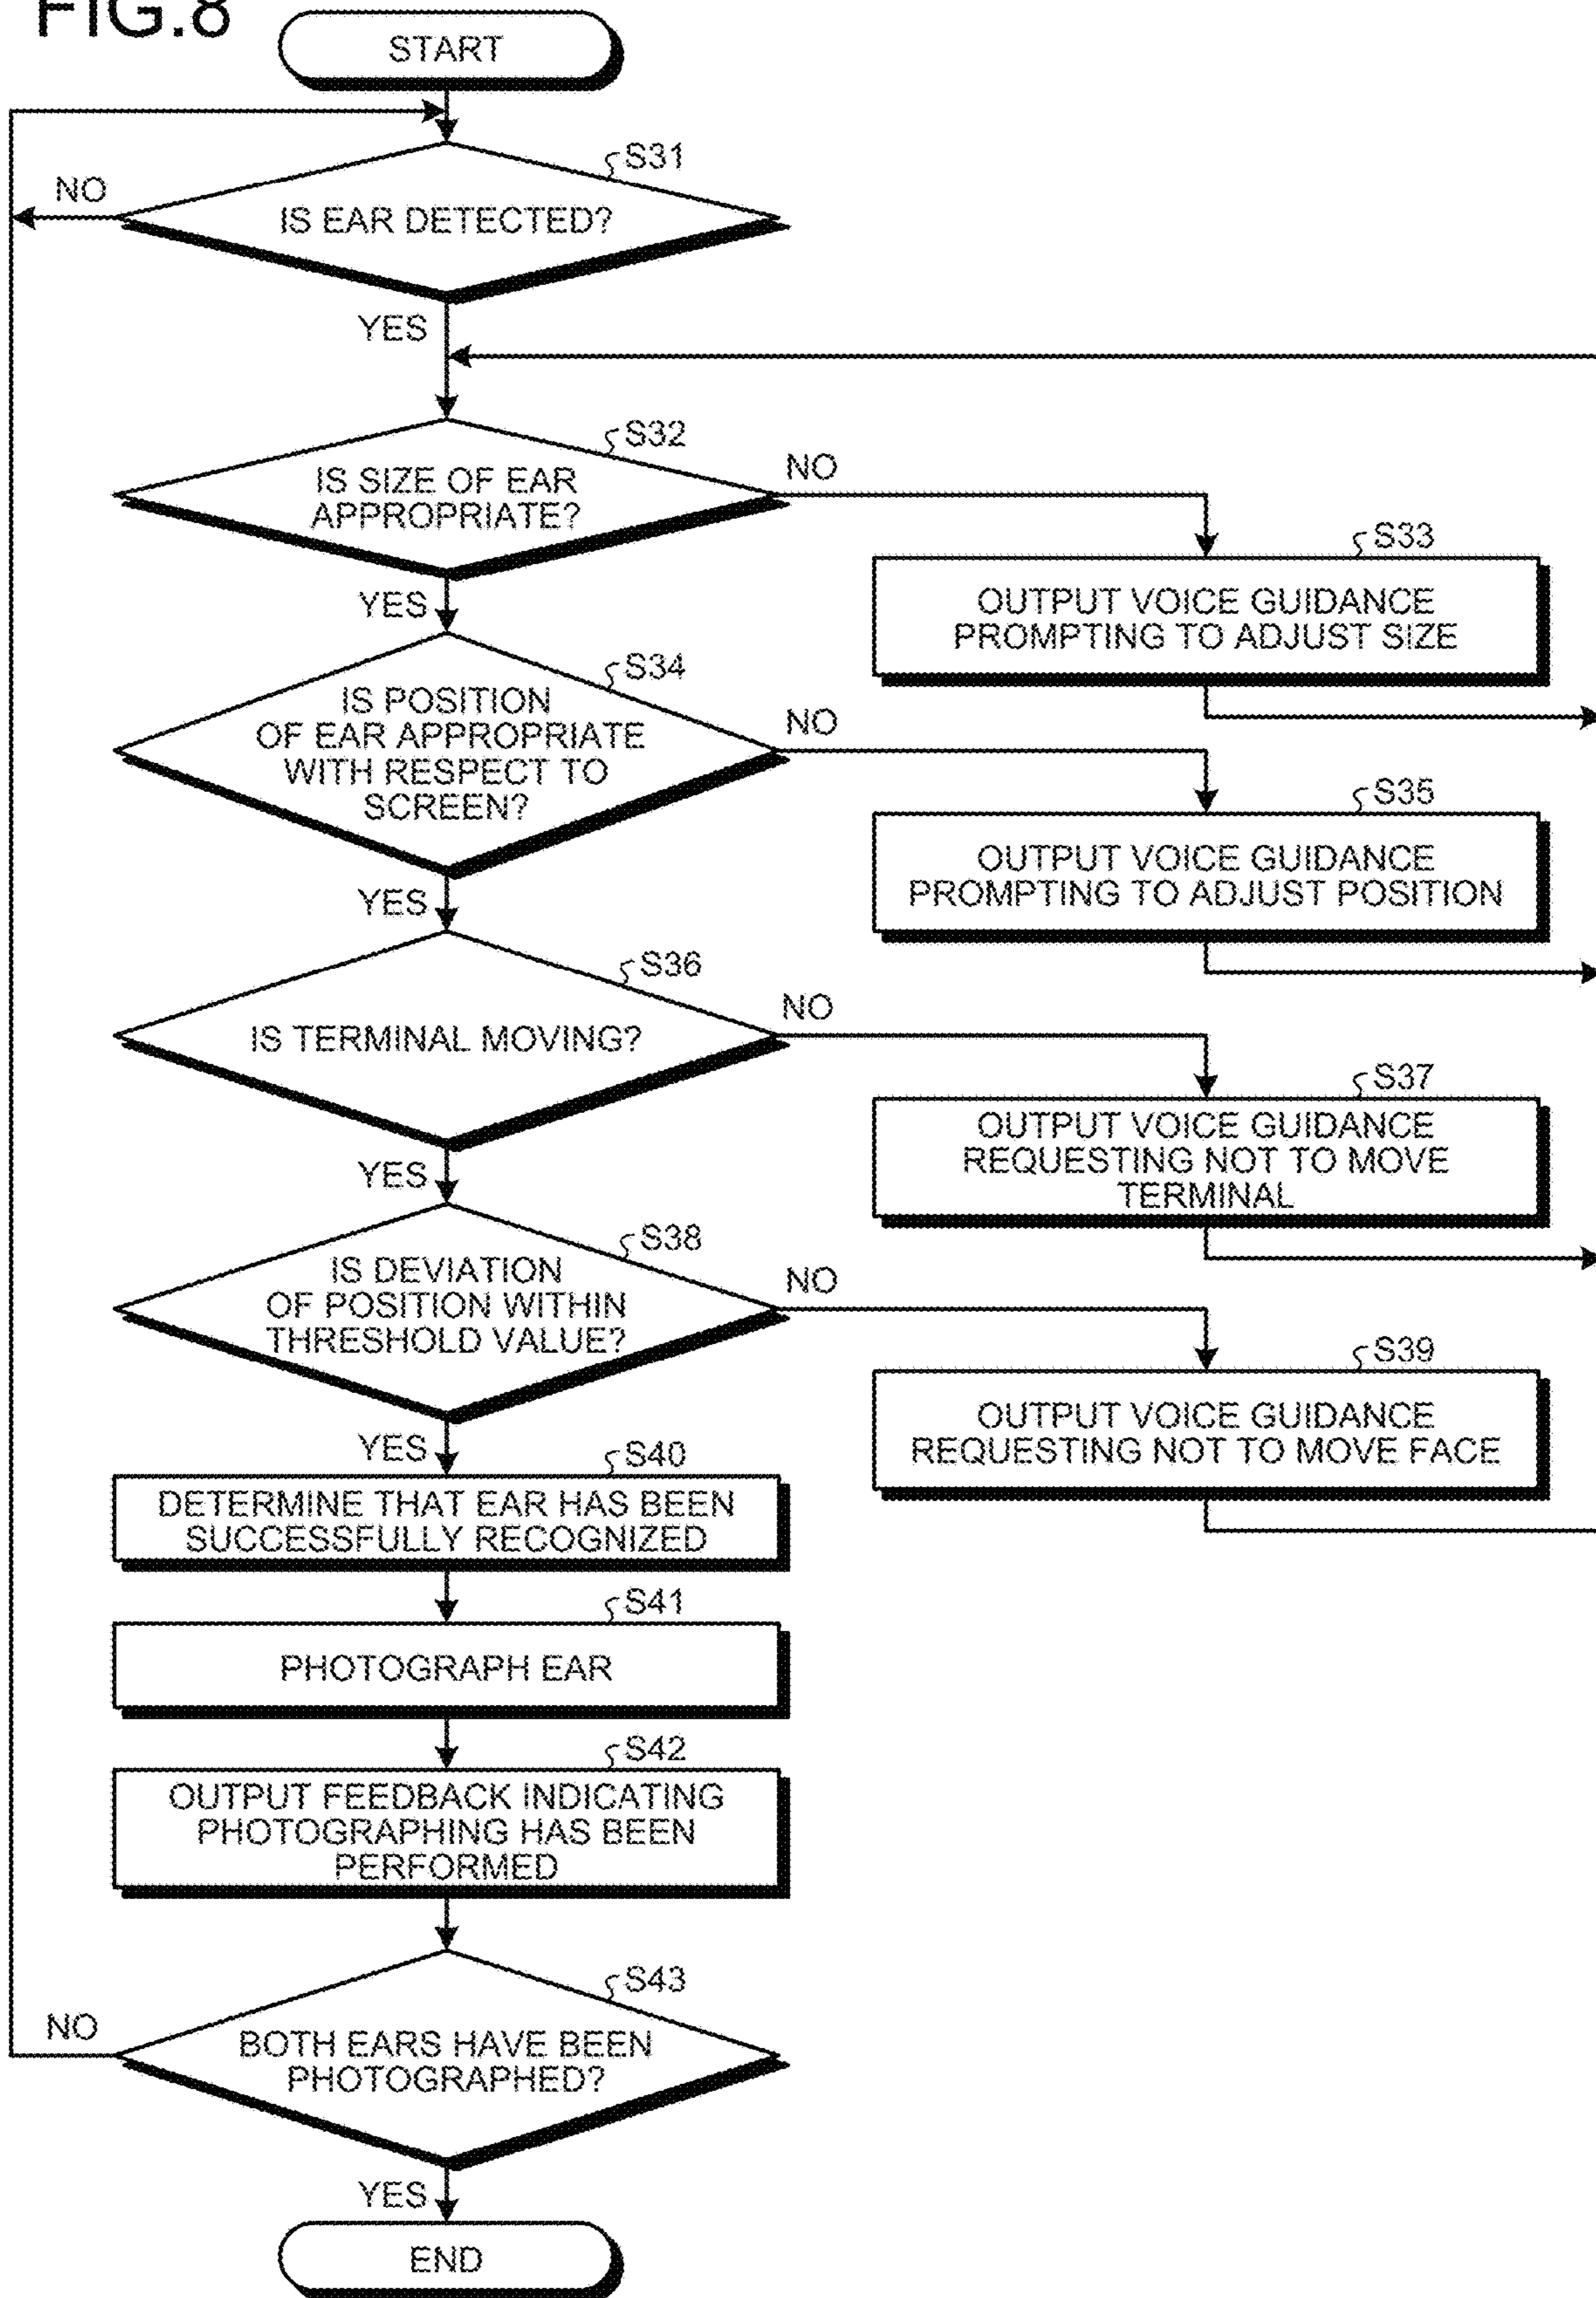 FIG.8
START
S31
NO
IS EAR DETECTED?
YES
S32
NO
IS SIZE OF EAR
APPROPRIATE?
S33
OUTPUT VOICE GUIDANCE
PROMPTING TO ADJUST SIZE
YES
S34
NO
IS POSITION
OF EAR APPROPRIATE
WITH RESPECT TO
SCREEN?
S35
OUTPUT VOICE GUIDANCE
PROMPTING TO ADJUST POSITION
YES
S36
NO
IS TERMINAL MOVING?
S37
OUTPUT VOICE GUIDANCE
REQUESTING NOT TO MOVE
TERMINAL
YES
S38
NO
IS DEVIATION
OF POSITION WITHIN
THRESHOLD VALUE?
S39
OUTPUT VOICE GUIDANCE
REQUESTING NOT TO MOVE FACE
YES
S40
DETERMINE THAT EAR HAS BEEN
SUCCESSFULLY RECOGNIZED
S41
PHOTOGRAPH EAR
S42
OUTPUT FEEDBACK INDICATING
PHOTOGRAPHING HAS BEEN
PERFORMED
S43
NO
BOTH EARS HAVE BEEN
PHOTOGRAPHED?
YES
END